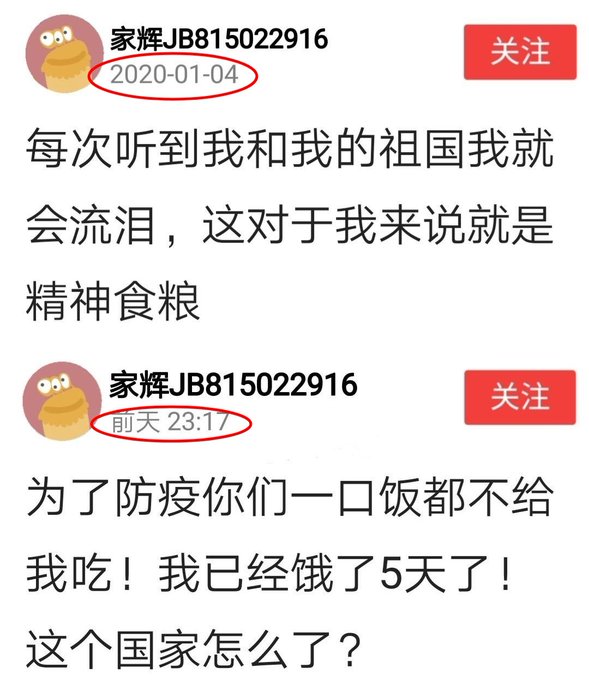 家辉JB815022916
关注
2020-01-04
每次听到我和我的祖国我就
会流泪，这对于我来说就是
精神食粮
家辉JB815022916
关注
前天 23:17
为了防疫你们一口饭都不给
我吃！我已经饿了5天了！
这个国家怎么了？